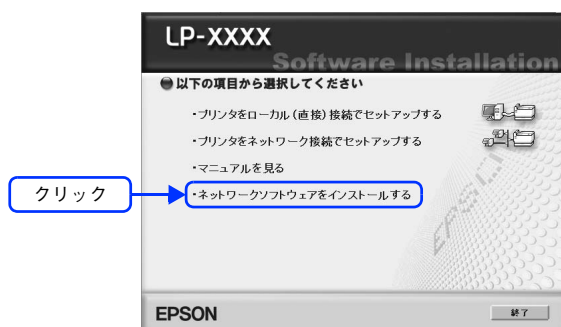 LP-XXXX
Software Installation
以下の項目から選択してください
・プリンタをローカル(直接)接続でセットアップする
・プリンタをネットワーク接続でセットアップする
・マニュアルを見る
クリック
・ネットワークソフトウェアをインストールする
EPSON
EPSON
終了